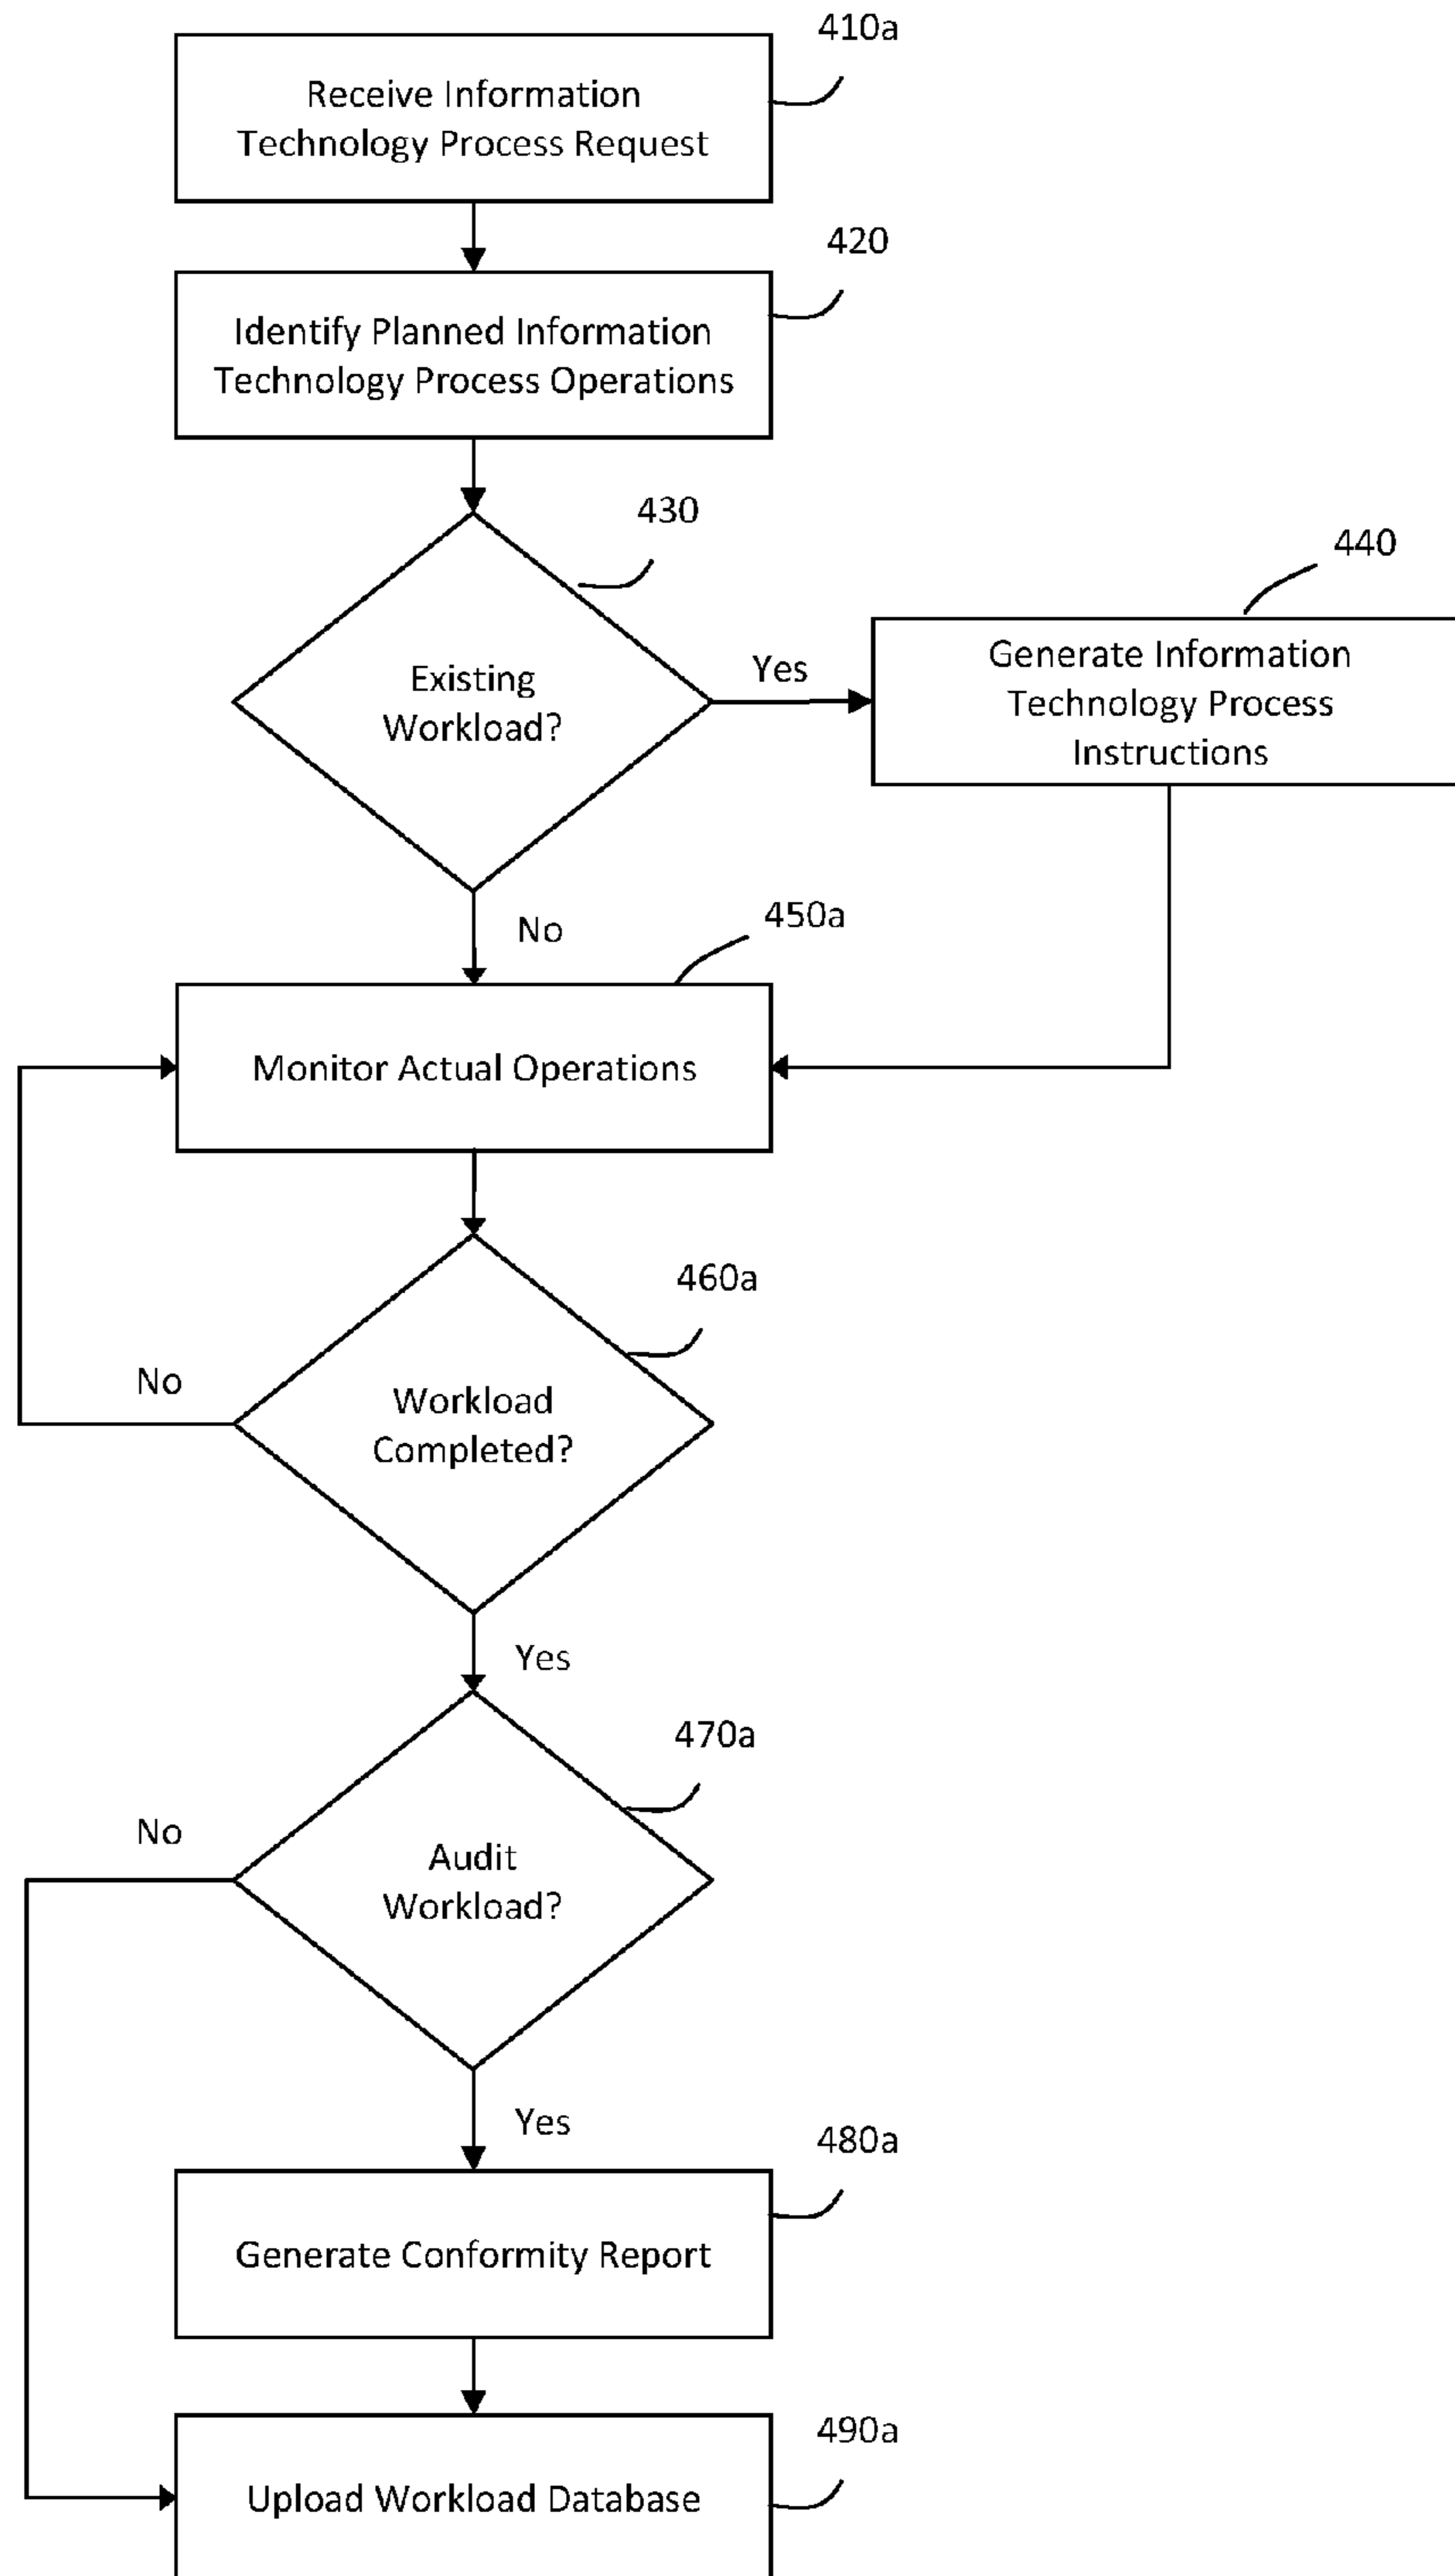 410a
Receive Information
Technology Process Request
420
Identify Planned Information
Technology Process Operations
430
Existing
Workload?
Yes
440
Generate Information
Technology Process
Instructions
No
450a
Monitor Actual Operations
460a
No
Workload
Completed?
Yes
470a
No
Audit
Workload?
Yes
480a
Generate Conformity Report
490a
Upload Workload Database